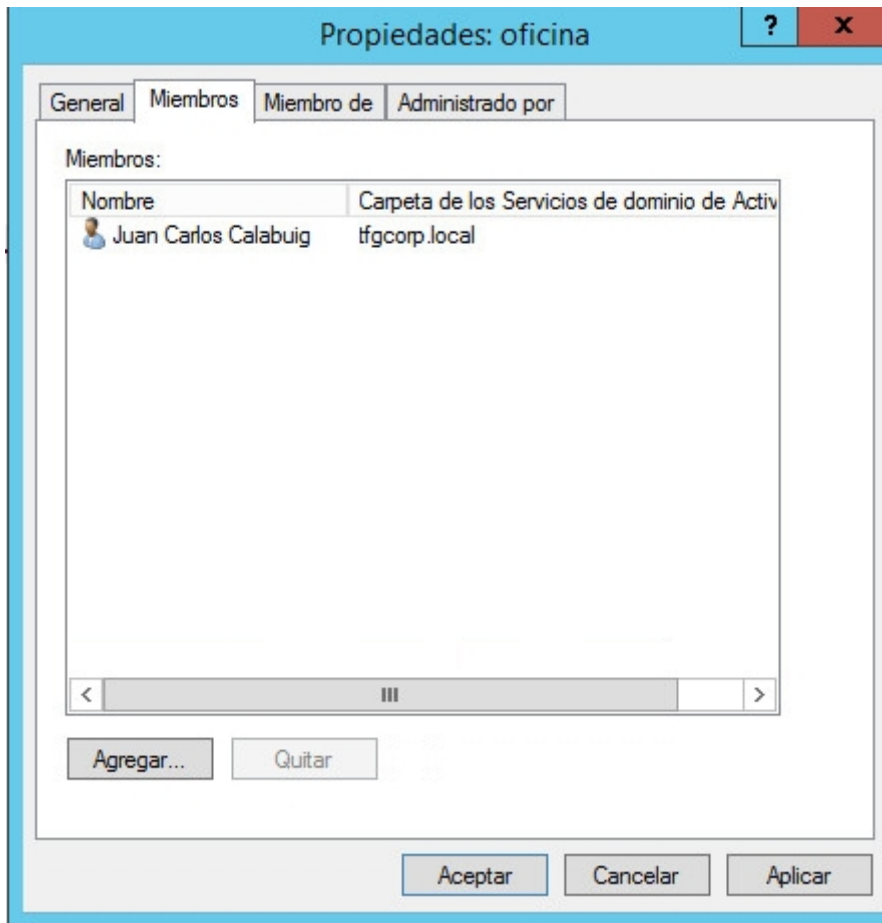 Propiedades: oficina
? x
General Miembros Miembro de Administrado por
Miembros:
Nombre Carpeta de los Servicios de dominio de Activ
Juan Carlos Calabuig tfgcorp.local
Agregar... Quitar
Aceptar Cancelar Aplicar